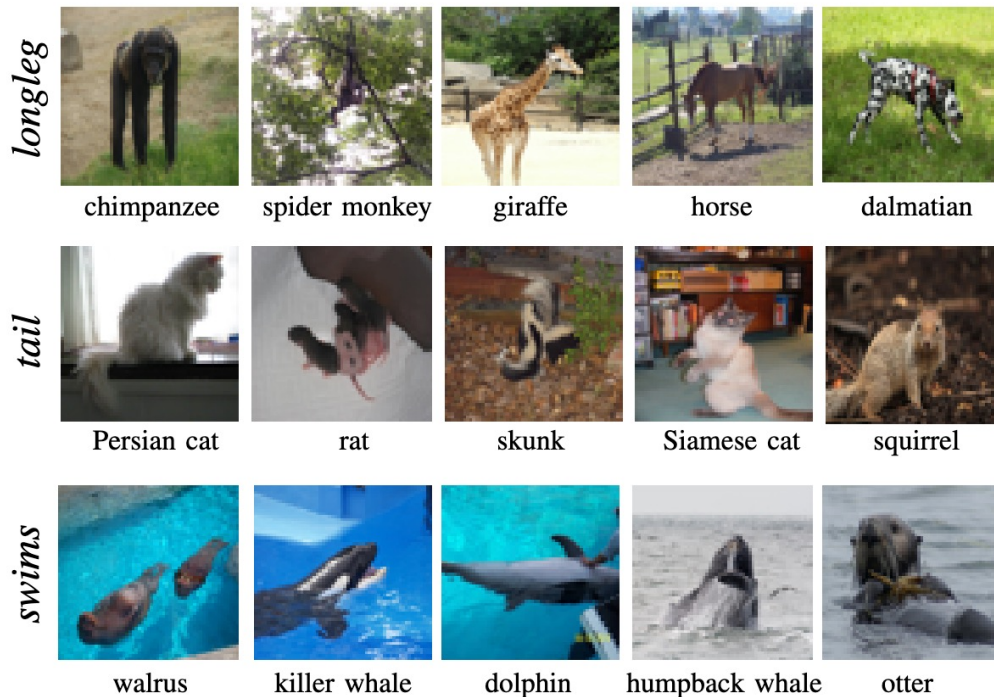 longleg
chimpanzee spider monkey giraffe horse dalmatian
tail
Persian cat rat skunk Siamese cat squirrel
swims
walrus killer whale dolphin humpback whale otter